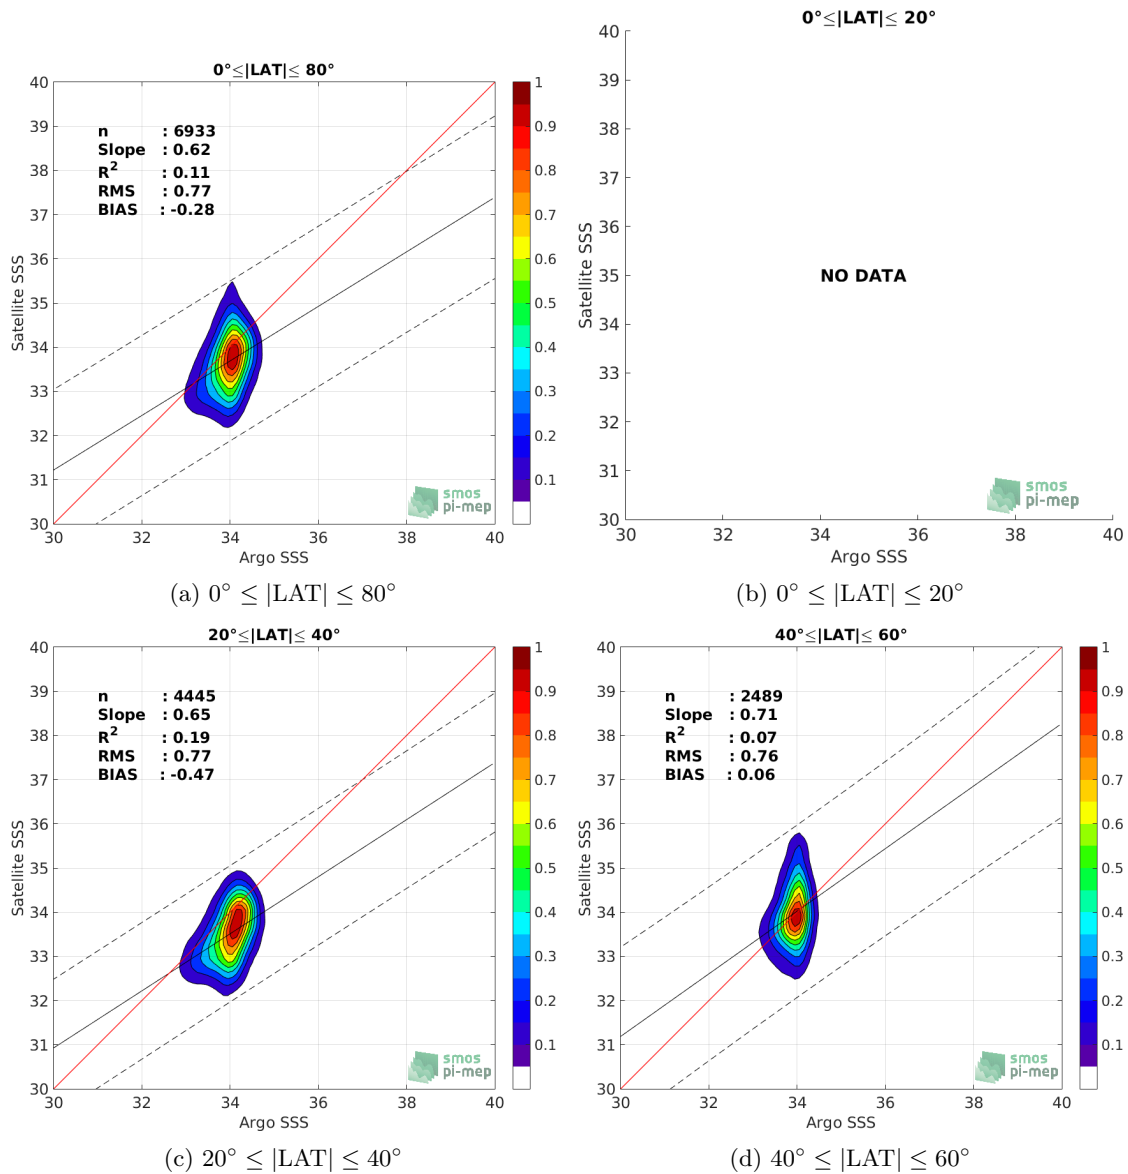 0°≤|LAT|≤ 80°
40
39
38
37
36
35
34
33
32
31
30
Satellite SSS
n : 6933
Slope : 0.62
R² : 0.11
RMS : 0.77
BIAS : -0.28
30 32 34 36 38 40
Argo SSS
1
0.9
0.8
0.7
0.6
0.5
0.4
0.3
0.2
0.1
smos
pi-mep
(a) 0° ≤ |LAT| ≤ 80°
0°≤|LAT|≤ 20°
40
39
38
37
36
35
34
33
32
31
30
Satellite SSS
NO DATA
30 32 34 36 38 40
Argo SSS
smos
pi-mep
(b) 0° ≤ |LAT| ≤ 20°
20°≤|LAT|≤ 40°
40
39
38
37
36
35
34
33
32
31
30
Satellite SSS
n : 4445
Slope : 0.65
R² : 0.19
RMS : 0.77
BIAS : -0.47
30 32 34 36 38 40
Argo SSS
1
0.9
0.8
0.7
0.6
0.5
0.4
0.3
0.2
0.1
smos
pi-mep
(c) 20° ≤ |LAT| ≤ 40°
40°≤|LAT|≤ 60°
40
39
38
37
36
35
34
33
32
31
30
Satellite SSS
n : 2489
Slope : 0.71
R² : 0.07
RMS : 0.76
BIAS : 0.06
30 32 34 36 38 40
Argo SSS
1
0.9
0.8
0.7
0.6
0.5
0.4
0.3
0.2
0.1
smos
pi-mep
(d) 40° ≤ |LAT| ≤ 60°